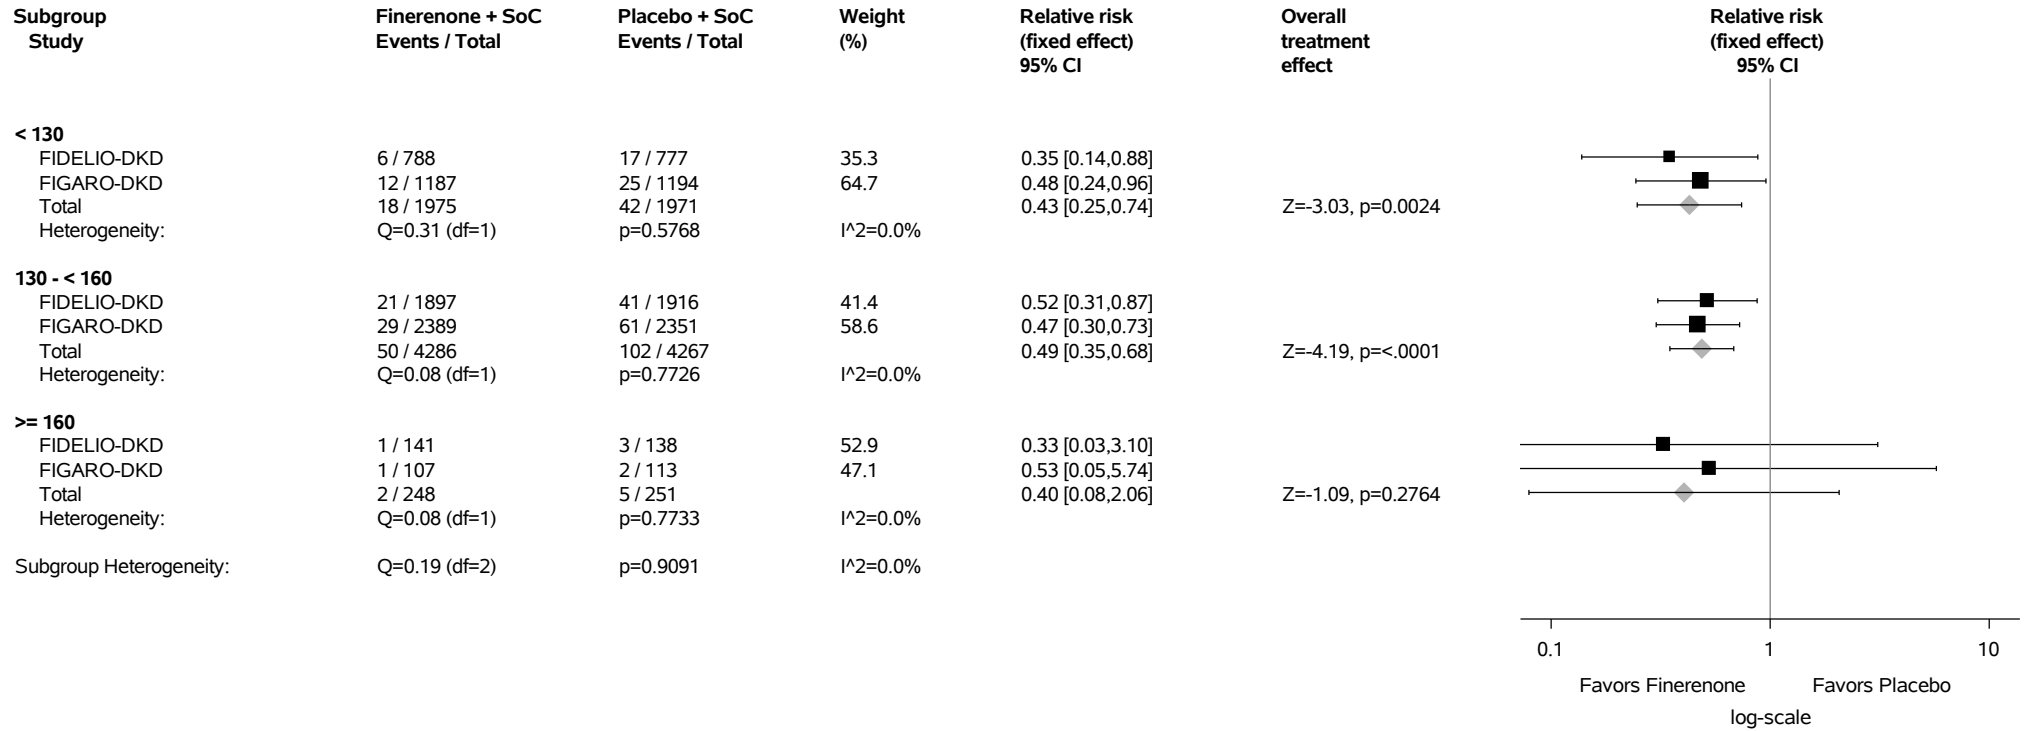 Subgroup Finerenone + SoC Placebo + SoC Weight Relative risk Overall Relative risk
Study Events / Total Events / Total (%) (fixed effect) treatment (fixed effect)
95% CI effect 95% CI
< 130
FIDELIO-DKD 6 / 788 17 / 777 35.3 0.35 [0.14,0.88]
FIGARO-DKD 12 / 1187 25 / 1194 64.7 0.48 [0.24,0.96]
Total 18 / 1975 42 / 1971 0.43 [0.25,0.74] Z=-3.03, p=0.0024
Heterogeneity: Q=0.31 (df=1) p=0.5768 I^2=0.0%
130 - < 160
FIDELIO-DKD 21 / 1897 41 / 1916 41.4 0.52 [0.31,0.87]
FIGARO-DKD 29 / 2389 61 / 2351 58.6 0.47 [0.30,0.73]
Total 50 / 4286 102 / 4267 0.49 [0.35,0.68] Z=-4.19, p=<.0001
Heterogeneity: Q=0.08 (df=1) p=0.7726 I^2=0.0%
>= 160
FIDELIO-DKD 1 / 141 3 / 138 52.9 0.33 [0.03,3.10]
FIGARO-DKD 1 / 107 2 / 113 47.1 0.53 [0.05,5.74]
Total 2 / 248 5 / 251 0.40 [0.08,2.06] Z=-1.09, p=0.2764
Heterogeneity: Q=0.08 (df=1) p=0.7733 I^2=0.0%
Subgroup Heterogeneity: Q=0.19 (df=2) p=0.9091 I^2=0.0%
0.1 1 10
Favors Finerenone Favors Placebo
log-scale